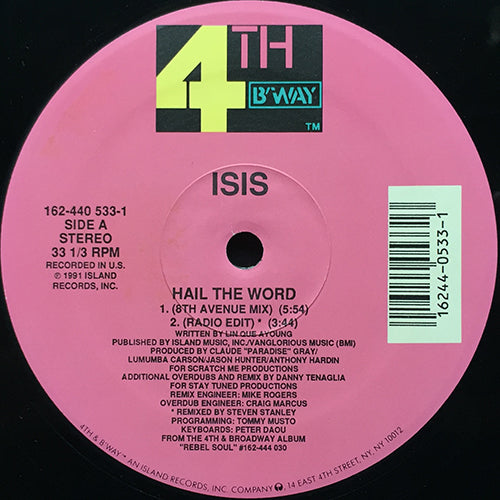 4TH
B'WAY
TM
ISIS
162-440 533-1
SIDE A
STEREO
33 1/3 RPM
RECORDED IN U.S.
℗ 1991 ISLAND
RECORDS, INC.
16244-0533-1
HAIL THE WORD
1. (8TH AVENUE MIX) (5:54)
2. (RADIO EDIT) * (3:44)
WRITTEN BY LIN QUE AYOUNG
PUBLISHED BY ISLAND MUSIC, INC./VANGLORIOUS MUSIC (BMI)
PRODUCED BY CLAUDE "PARADISE" GRAY/
LUMUMBA CARSON/JASON HUNTER/ANTHONY HARDIN
FOR SCRATCH ME PRODUCTIONS
ADDITIONAL OVERDUBS AND REMIX BY DANNY TENAGLIA
FOR STAY TUNED PRODUCTIONS
REMIX ENGINEER: MIKE ROGERS
OVERDUB ENGINEER: CRAIG MARCUS
* REMIXED BY STEVEN STANLEY
PROGRAMMING: TOMMY MUSTO
KEYBOARDS: PETER DAOU
FROM THE 4TH & BROADWAY ALBUM
"REBEL SOUL" #162-444 030
4TH & B'WAY - AN ISLAND RECORDS, INC. COMPANY, 14 EAST 4TH STREET, NY, NY 10012